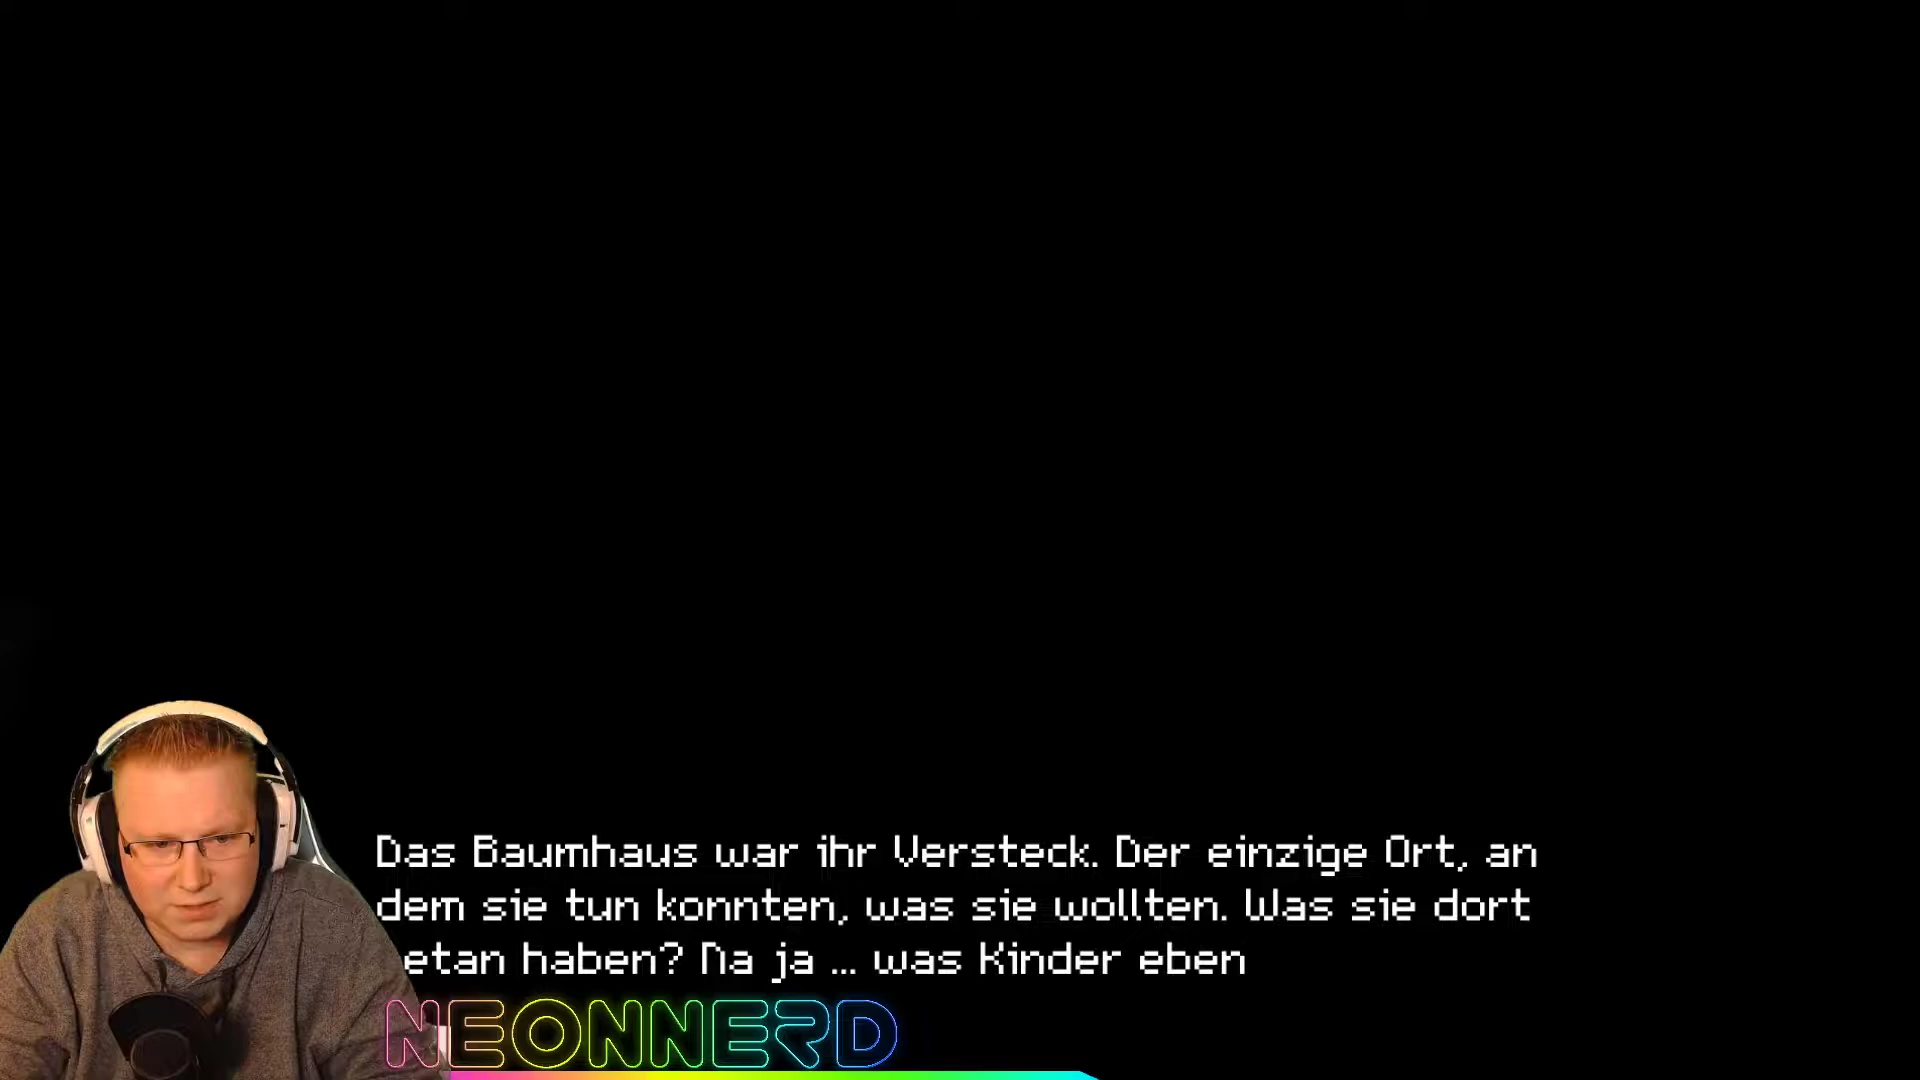 Das Baumhaus war ihr Versteck. Der einzige Ort, an
dem sie tun konnten, was sie wollten. Was sie dort
etan haben? Na ja ... was Kinder eben
NEONNERD